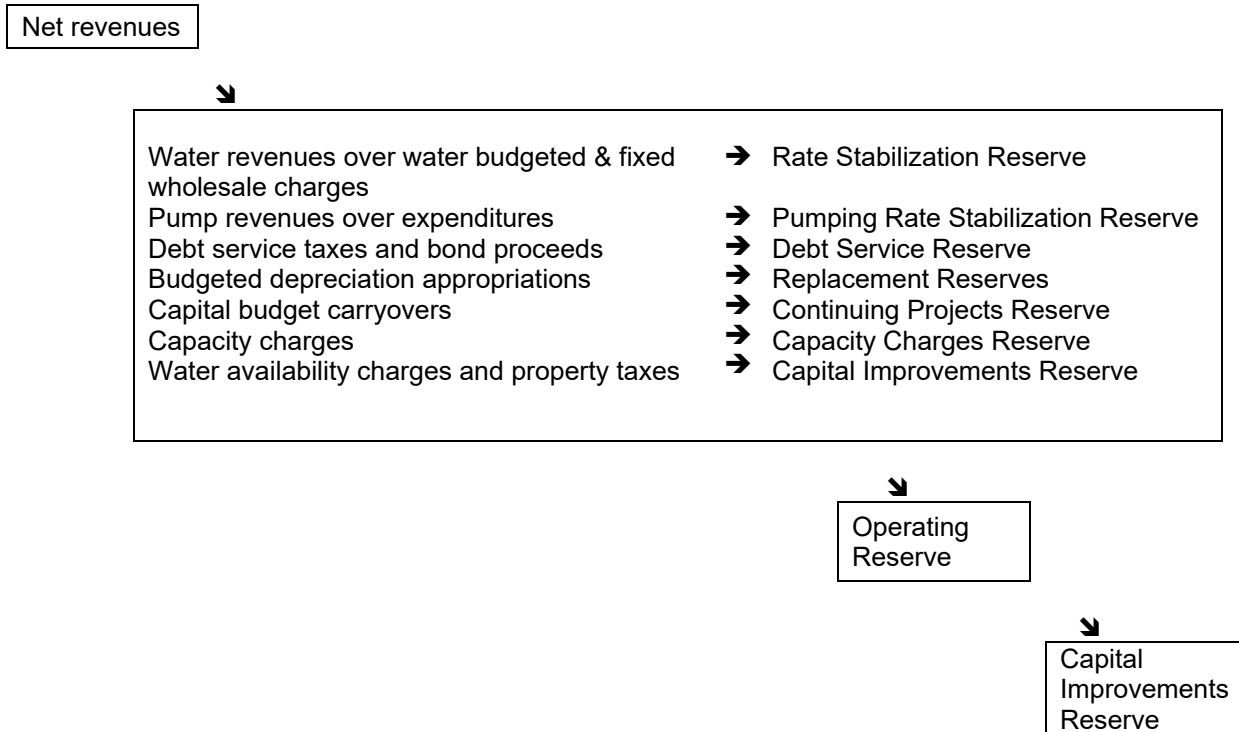 Net revenues
🡮
Water revenues over water budgeted & fixed ➔ Rate Stabilization Reserve
wholesale charges
Pump revenues over expenditures ➔ Pumping Rate Stabilization Reserve
Debt service taxes and bond proceeds ➔ Debt Service Reserve
Budgeted depreciation appropriations ➔ Replacement Reserves
Capital budget carryovers ➔ Continuing Projects Reserve
Capacity charges ➔ Capacity Charges Reserve
Water availability charges and property taxes ➔ Capital Improvements Reserve
🡮
Operating
Reserve
🡮
Capital
Improvements
Reserve